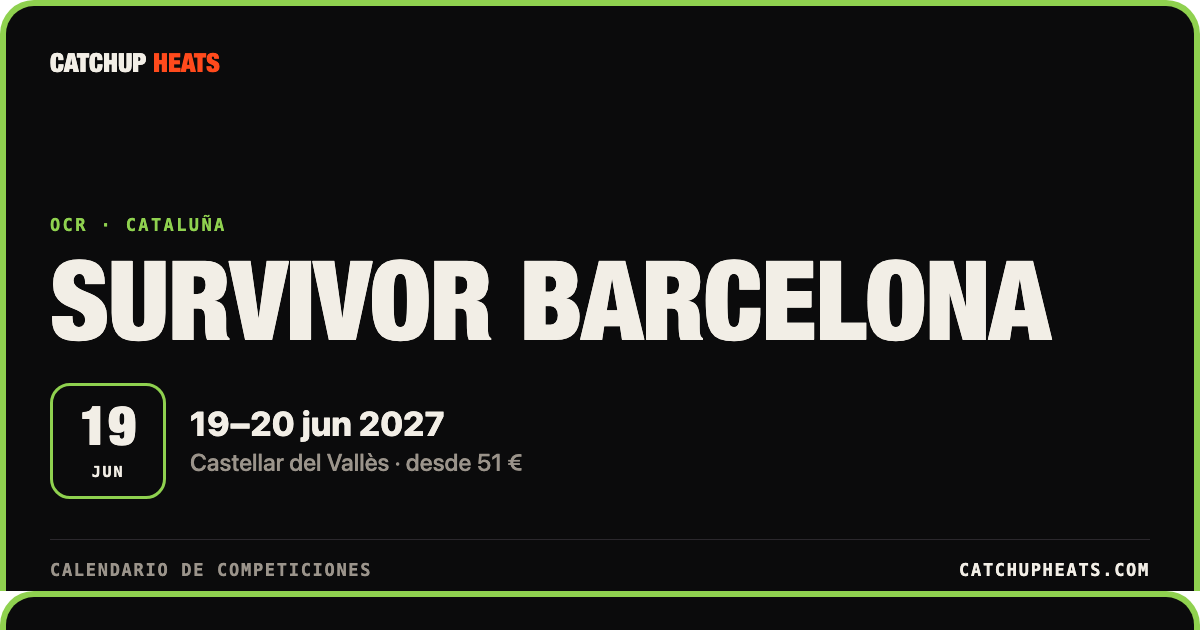 CATCHUP HEATS
OCR · CATALUÑA
SURVIVOR BARCELONA
19
JUN
19–20 jun 2027
Castellar del Vallès · desde 51 €
CALENDARIO DE COMPETICIONES
CATCHUPHEATS.COM